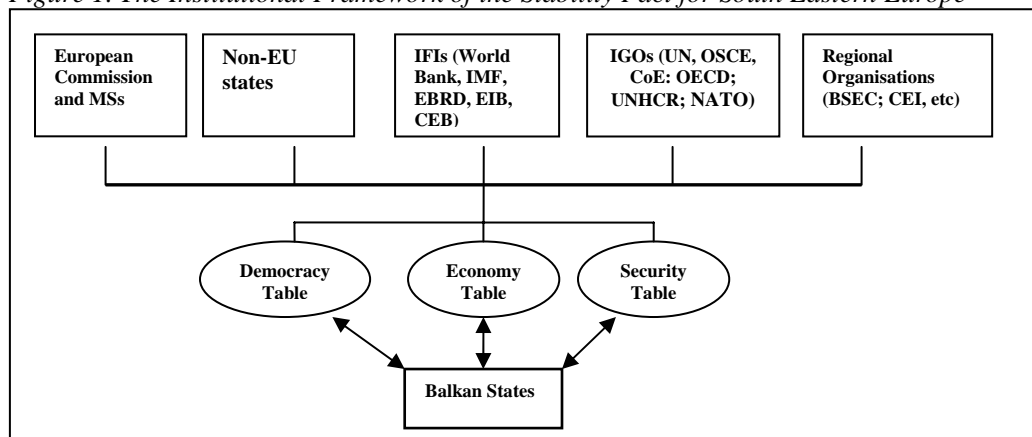 Figure 1: The Institutional Framework of the Stability Pact for South Eastern Europe
European
Commission
and MSs
Non-EU
states
IFIs (World
Bank, IMF,
EBRD, EIB,
CEB)
IGOs (UN, OSCE,
CoE: OECD;
UNHCR; NATO)
Regional
Organisations
(BSEC; CEI, etc)
Democracy
Table
Economy
Table
Security
Table
Balkan States